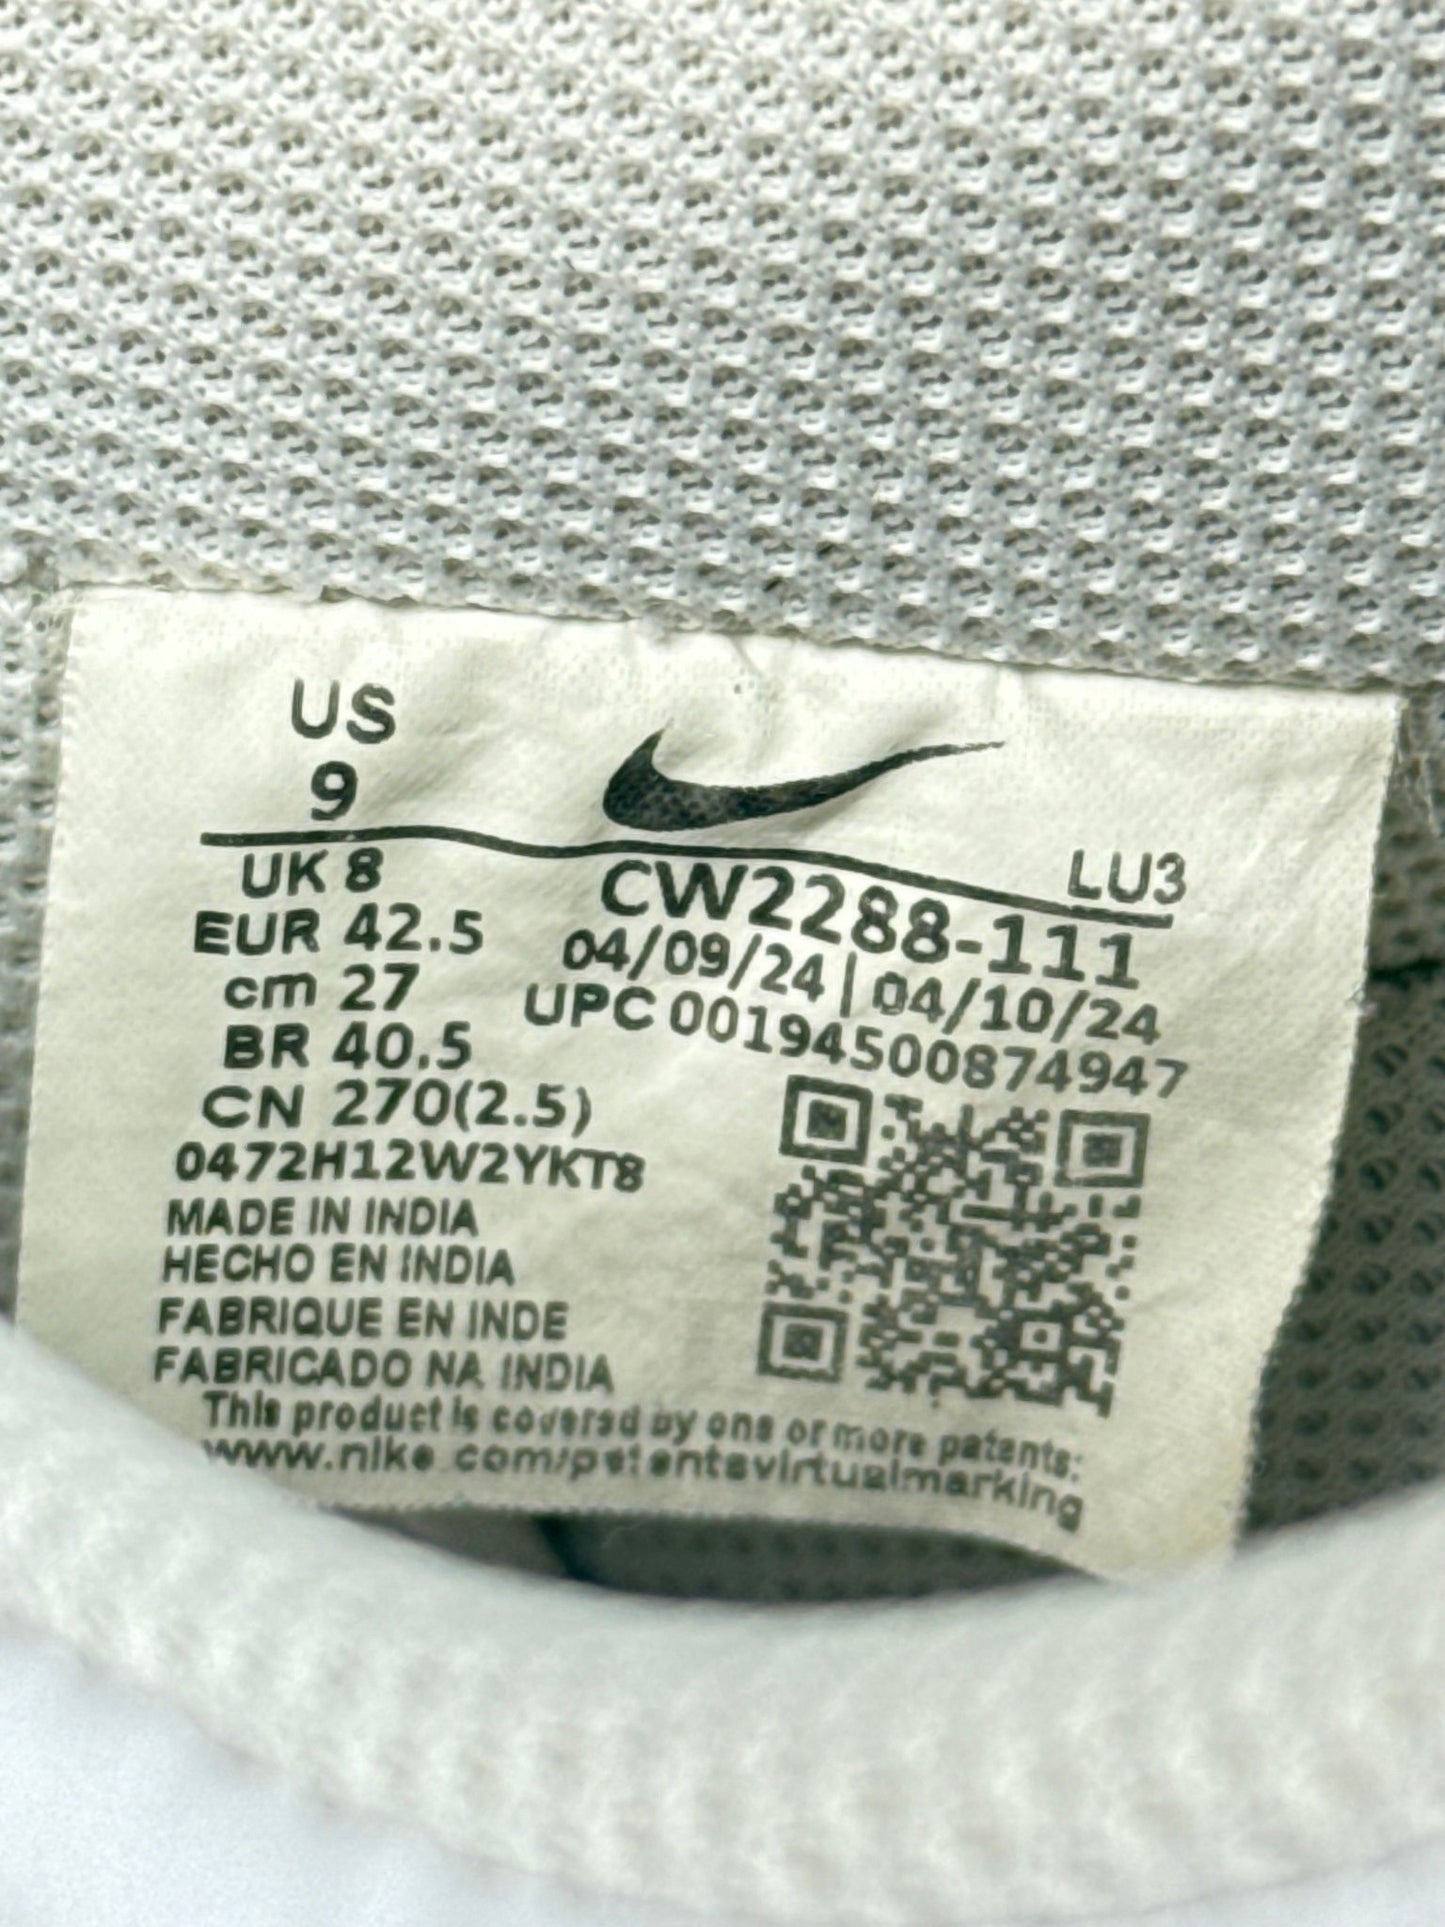 US
9
LU3
UK 8
EUR 42.5
cm 27
BR 40.5
CN 270(2.5)
0472H12W2YKT8
MADE IN INDIA
HECHO EN INDIA
FABRIQUE EN INDE
FABRICADO NA INDIA
CW2288-111
04/09/24 | 04/10/24
UPC 00194500874947
This product is covered by one or more patents:
www.nike.com/patentsvirtualmarking